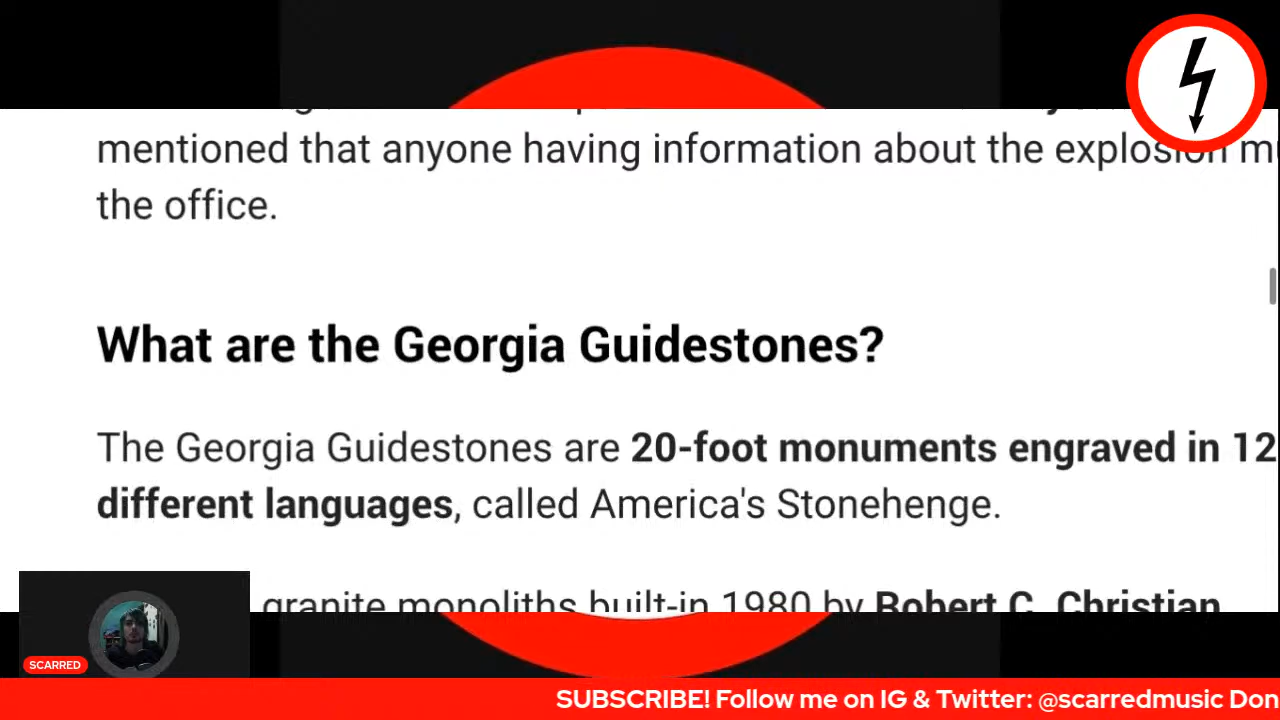 mentioned that anyone having information about the explosion
the office.
What are the Georgia Guidestones?
The Georgia Guidestones are 20-foot monuments engraved in 12
different languages, called America's Stonehenge.
granite monoliths built-in 1980 by Robert C. Christian
SCARRED
SUBSCRIBE! Follow me on IG & Twitter: @scarredmusic Don